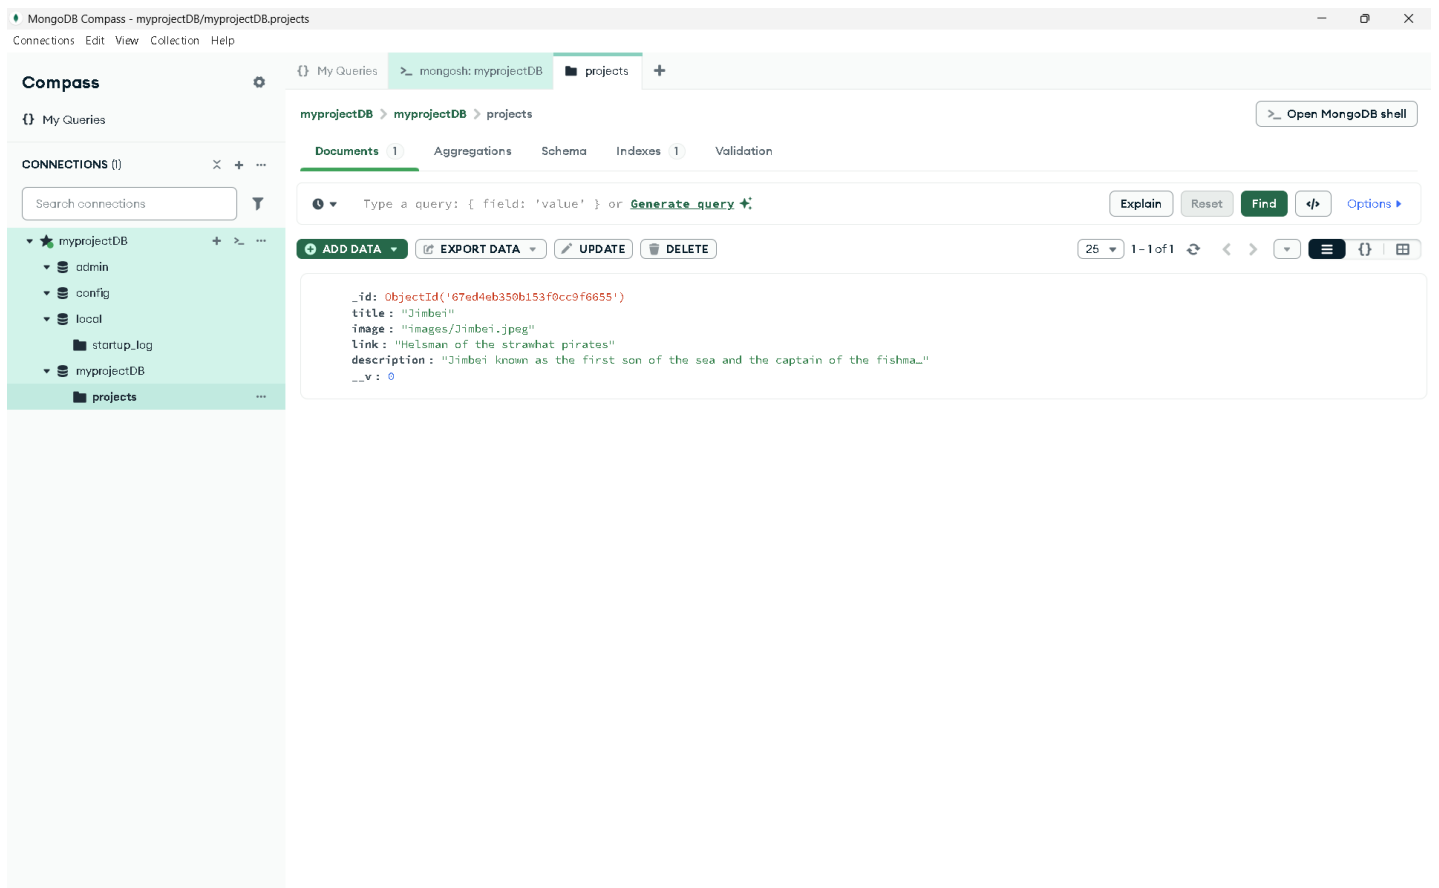 MongoDB Compass - myprojectDB/myprojectDB.projects
Connections Edit View Collection Help
Compass
{} My Queries
CONNECTIONS (1)
Search connections
myprojectDB
admin
config
local
startup_log
myprojectDB
projects
{} My Queries
>_ mongosh: myprojectDB
projects
myprojectDB > myprojectDB > projects
>_ Open MongoDB shell
Documents 1 Aggregations Schema Indexes 1 Validation
Type a query: { field: 'value' } or Generate query
Explain Reset Find </> Options
ADD DATA EXPORT DATA UPDATE DELETE
25 1 – 1 of 1 {}
_id: ObjectId('67ed4eb350b153f0cc9f6655')
title : "Jimbei"
image : "images/Jimbei.jpeg"
link : "Helsman of the strawhat pirates"
description : "Jimbei known as the first son of the sea and the captain of the fishma…"
__v : 0